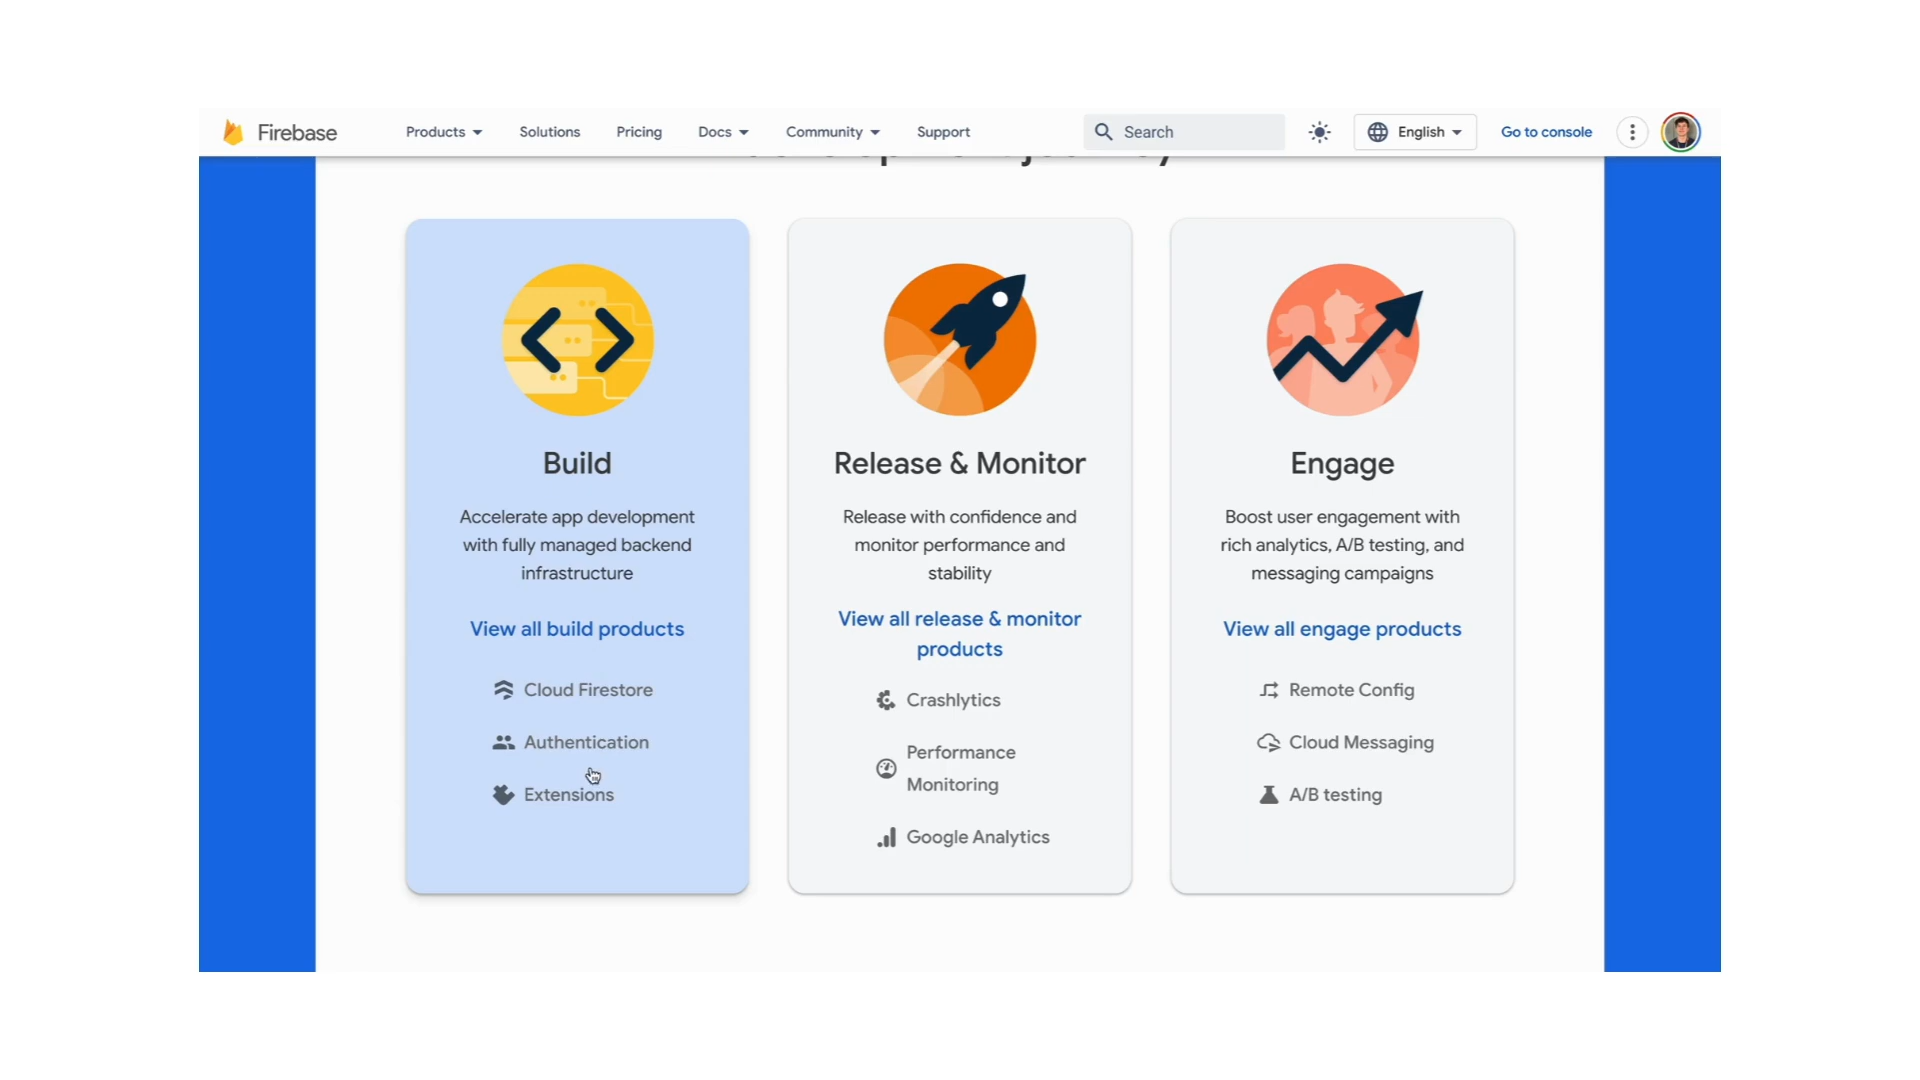 Firebase
Products
Solutions
Pricing
Docs
Community
Support
Search
English
Go to console
Build
Accelerate app development
with fully managed backend
infrastructure
View all build products
Cloud Firestore
Authentication
Extensions
Release & Monitor
Release with confidence and
monitor performance and
stability
View all release & monitor
products
Crashlytics
Performance
Monitoring
Google Analytics
Engage
Boost user engagement with
rich analytics, A/B testing, and
messaging campaigns
View all engage products
Remote Config
Cloud Messaging
A/B testing